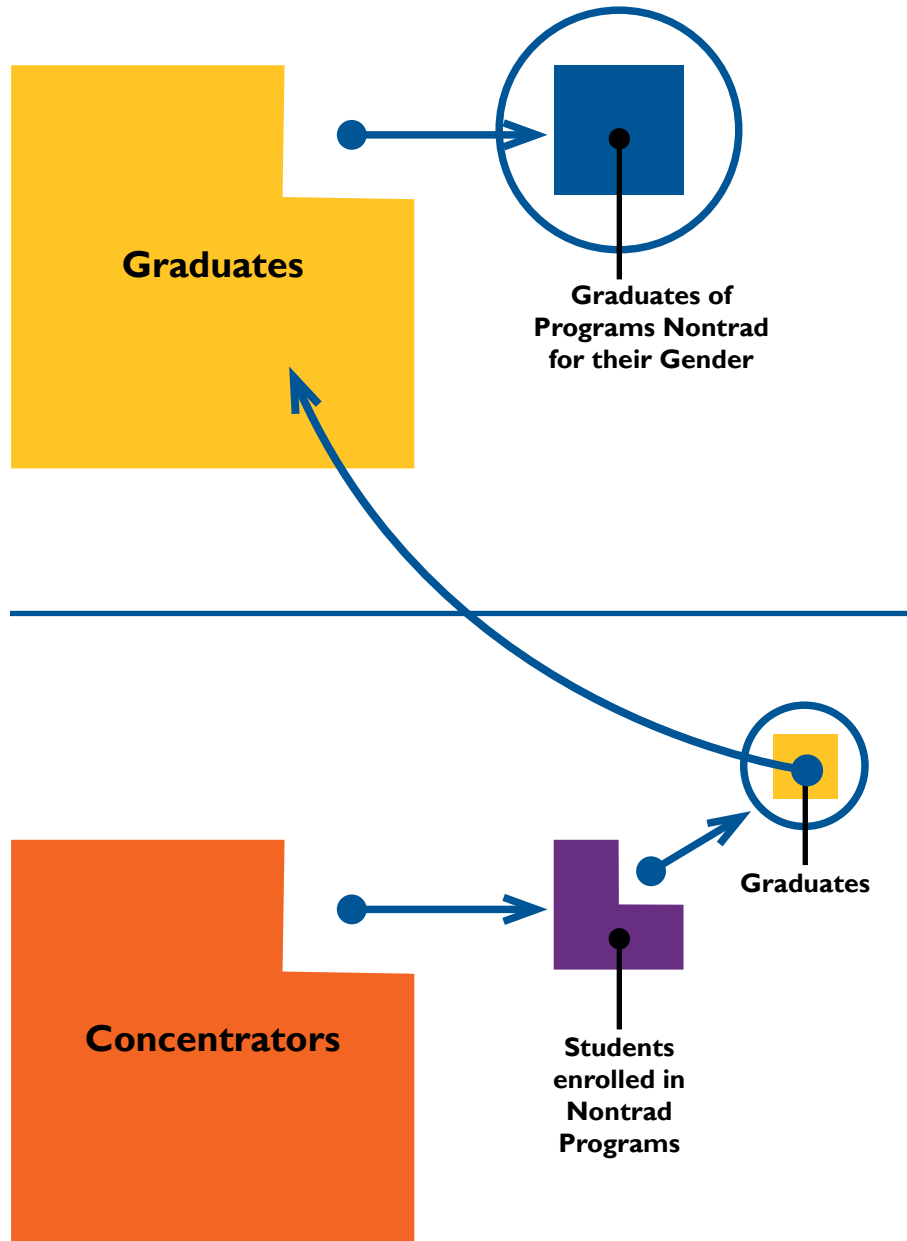 Graduates
Graduates of
Programs Nontrad
for their Gender
Graduates
Concentrators
Students
enrolled in
Nontrad
Programs